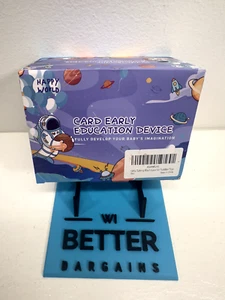 HAPPY
WORLD
CARD EARLY
EDUCATION DEVICE
FULLY DEVELOP YOUR BABY'S IMAGINATION
WI
BETTER
BARGAINS